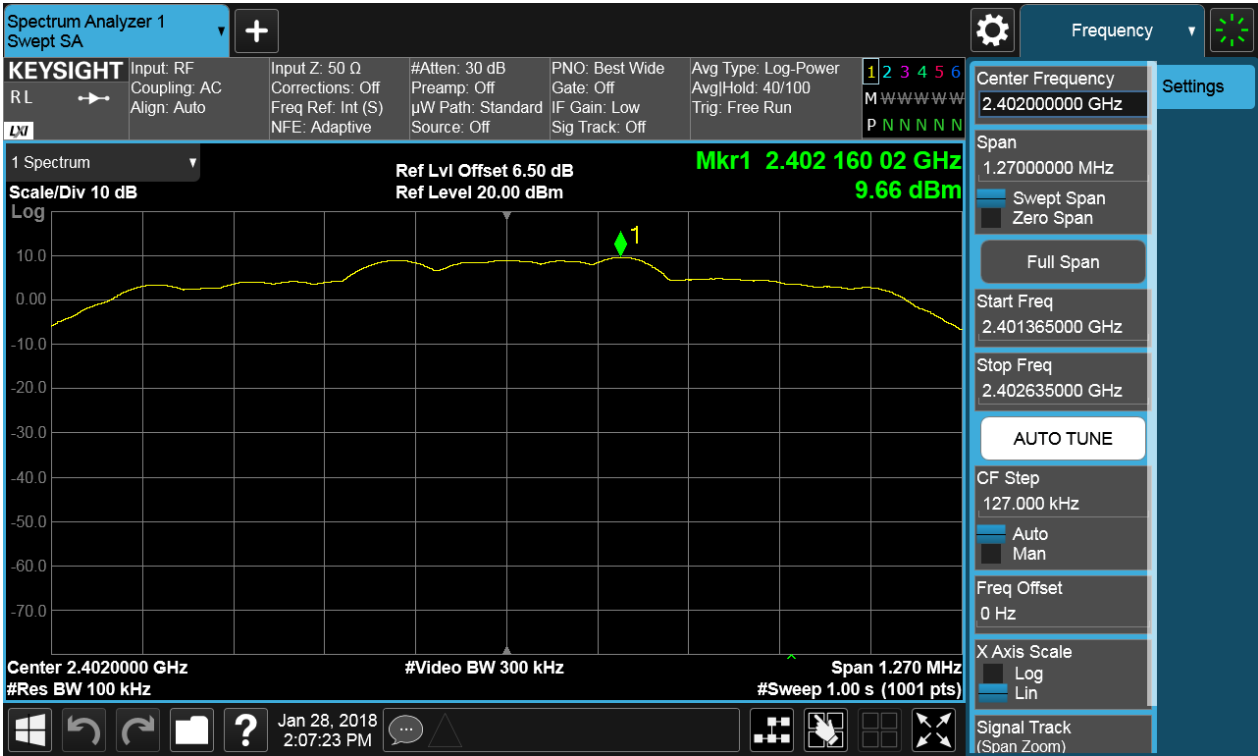 Spectrum Analyzer 1
Swept SA
Frequency
KEYSIGHT
R L
LXI
Input: RF
Coupling: AC
Align: Auto
Input Z: 50 Ω
Corrections: Off
Freq Ref: Int (S)
NFE: Adaptive
#Atten: 30 dB
Preamp: Off
µW Path: Standard
Source: Off
PNO: Best Wide
Gate: Off
IF Gain: Low
Sig Track: Off
Avg Type: Log-Power
Avg|Hold: 40/100
Trig: Free Run
1 2 3 4 5 6
M W W W W W
P N N N N N
1 Spectrum
Scale/Div 10 dB
Ref Lvl Offset 6.50 dB
Ref Level 20.00 dBm
Mkr1 2.402 160 02 GHz
9.66 dBm
Log
1
10.0
0.00
-10.0
-20.0
-30.0
-40.0
-50.0
-60.0
-70.0
Center 2.4020000 GHz
#Video BW 300 kHz
Span 1.270 MHz
#Res BW 100 kHz
#Sweep 1.00 s (1001 pts)
Center Frequency
2.402000000 GHz
Settings
Span
1.27000000 MHz
Swept Span
Zero Span
Full Span
Start Freq
2.401365000 GHz
Stop Freq
2.402635000 GHz
AUTO TUNE
CF Step
127.000 kHz
Auto
Man
Freq Offset
0 Hz
X Axis Scale
Log
Lin
Signal Track
(Span Zoom)
?
Jan 28, 2018
2:07:23 PM